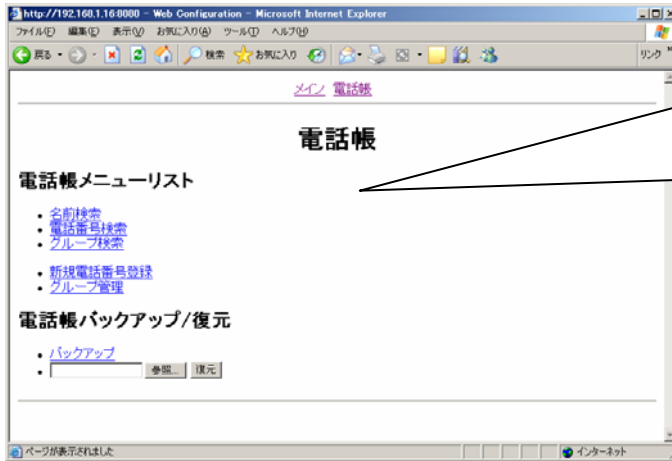 http://192.168.1.16:8000 - Web Configuration - Microsoft Internet Explorer
ファイル(F) 編集(E) 表示(V) お気に入り(A) ツール(T) ヘルプ(H)
戻る 検索 お気に入り リンク
メイン 電話帳
電話帳
電話帳メニューリスト
名前検索
電話番号検索
グループ検索
新規電話番号登録
グループ管理
電話帳バックアップ/復元
バックアップ
参照... 復元
ページが表示されました インターネット